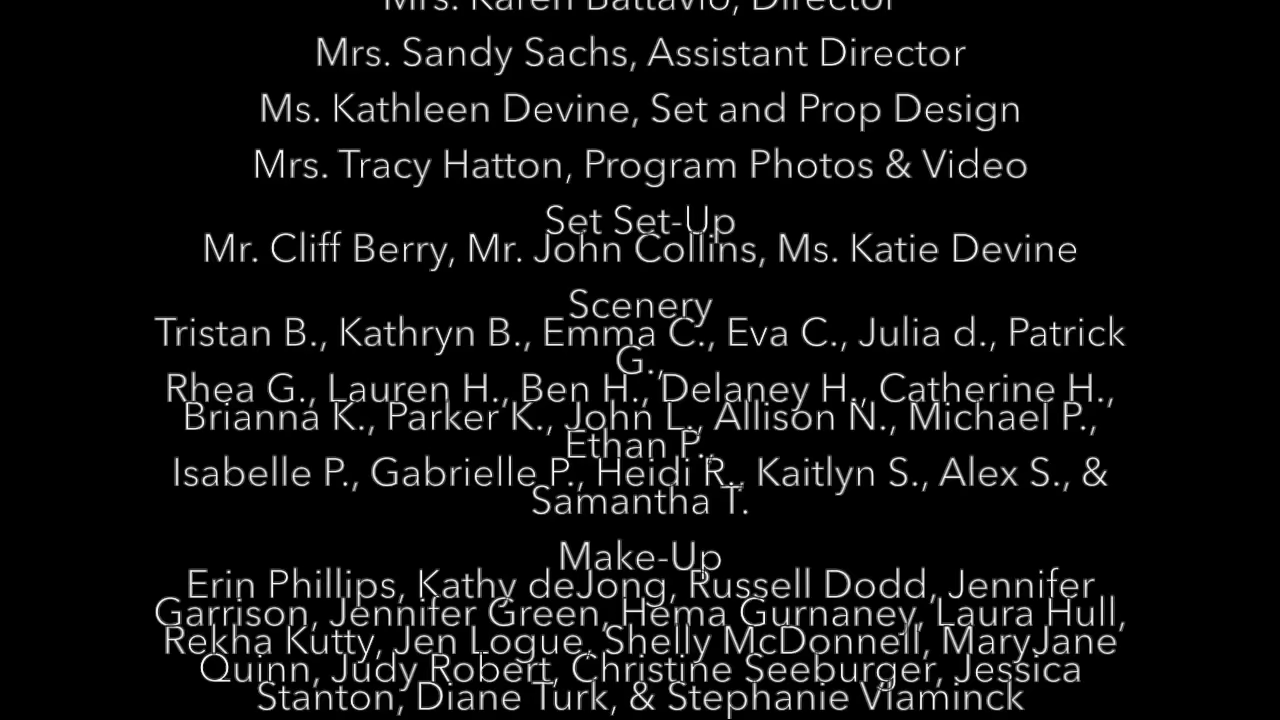 Mrs. Karen Battavio, Director
Mrs. Sandy Sachs, Assistant Director
Ms. Kathleen Devine, Set and Prop Design
Mrs. Tracy Hatton, Program Photos & Video
Set Set-Up
Mr. Cliff Berry, Mr. John Collins, Ms. Katie Devine
Scenery
Tristan B., Kathryn B., Emma C., Eva C., Julia d., Patrick
G.,
Rhea G., Lauren H., Ben H., Delaney H., Catherine H.,
Brianna K., Parker K., John L., Allison N., Michael P.,
Ethan P.,
Isabelle P., Gabrielle P., Heidi R., Kaitlyn S., Alex S., &
Samantha T.
Make-Up
Erin Phillips, Kathy deJong, Russell Dodd, Jennifer
Garrison, Jennifer Green, Hema Gurnaney, Laura Hull,
Rekha Kutty, Jen Logue, Shelly McDonnell, MaryJane
Quinn, Judy Robert, Christine Seeburger, Jessica
Stanton, Diane Turk, & Stephanie Vlaminck